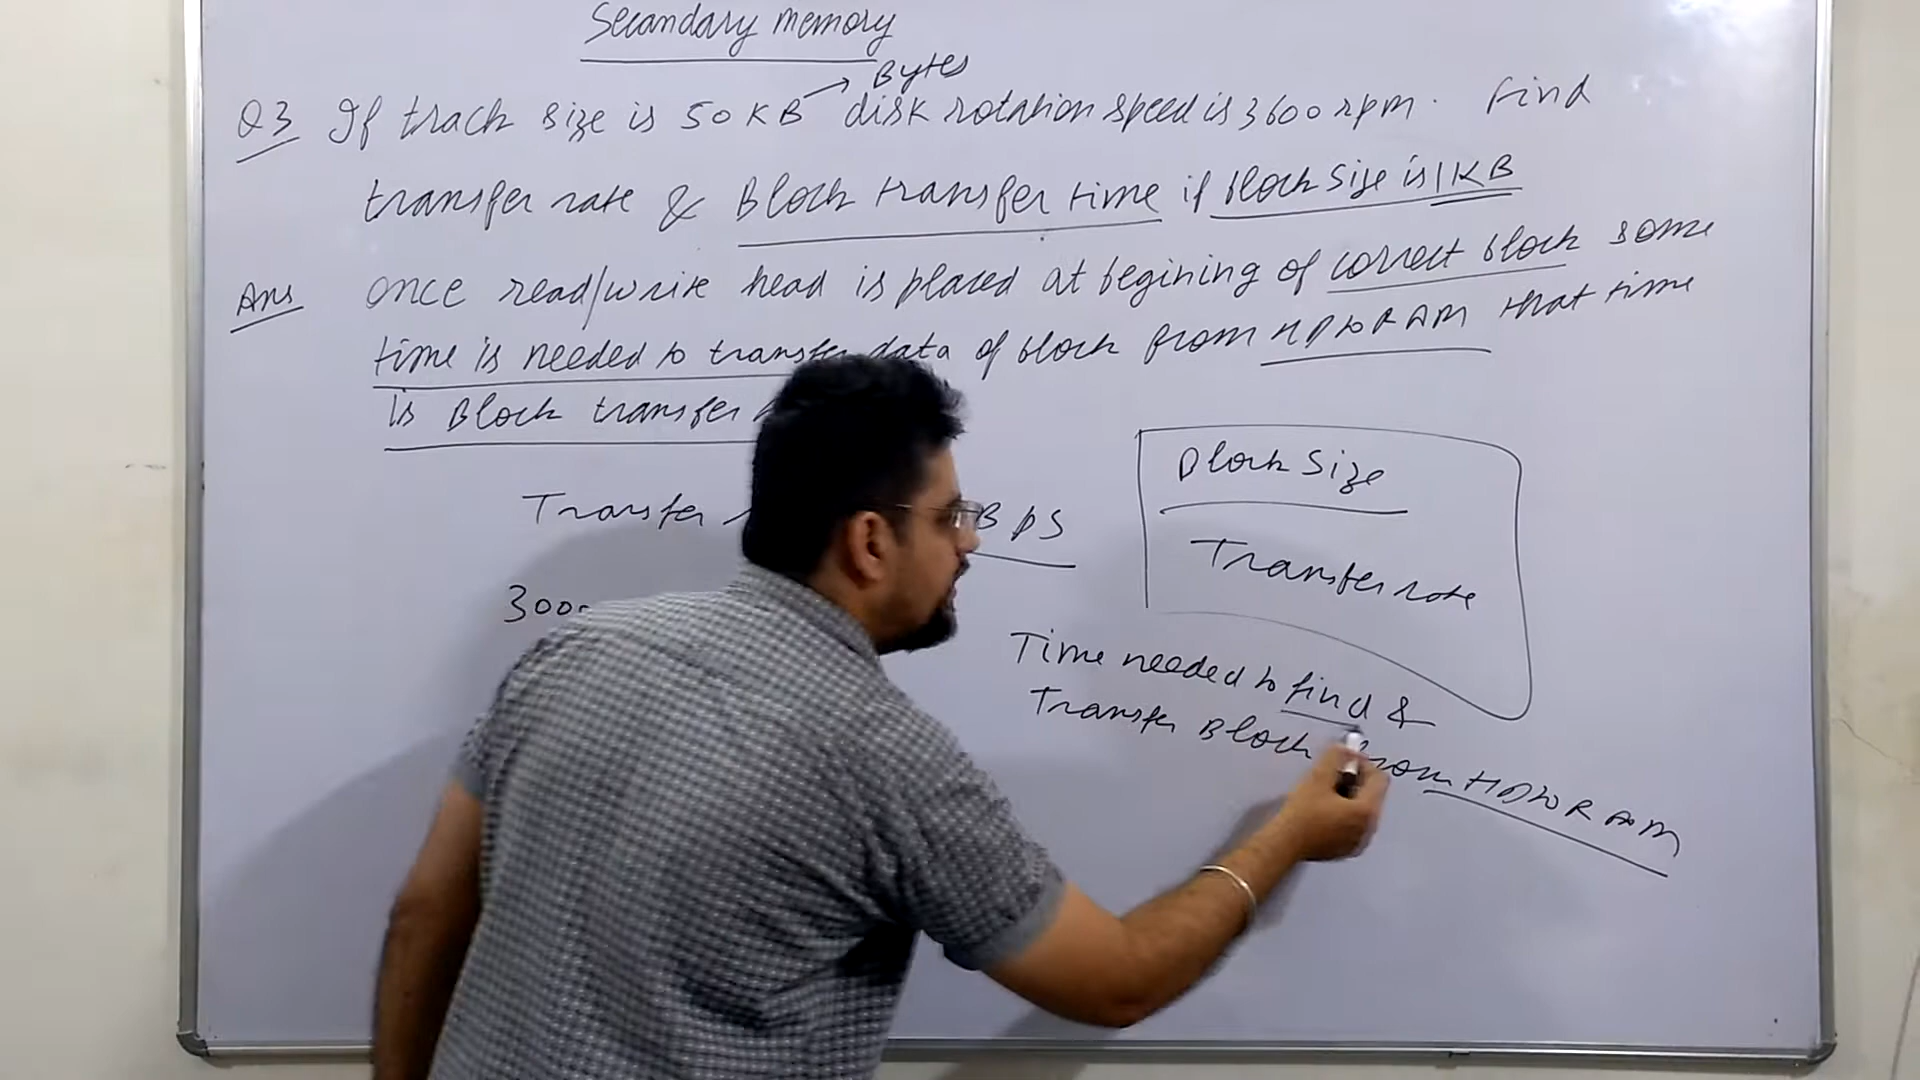 Secondary memory
Bytes
Q3 If track size is 50 KB disk rotation speed is 3600 rpm. Find
transfer rate & Block transfer time if block size is 1KB
Ans once read/write head is placed at begining of correct block some
time is needed to transfer data of block from HD to RAM that time
is Block transfer
Block Size
Transfer BPS
Transfer rate
300
Time needed to find &
Transfer Block from HD to RAM